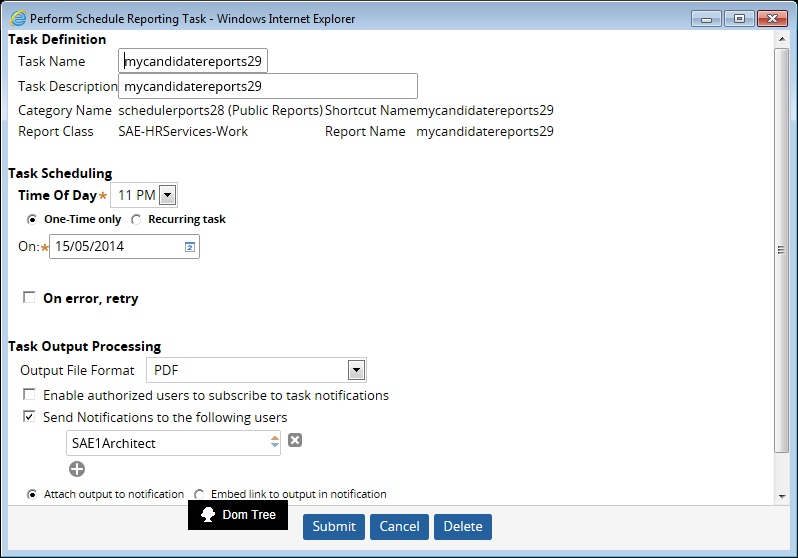 Perform Schedule Reporting Task - Windows Internet Explorer
Task Definition
Task Name mycandidatereports29
Task Description mycandidatereports29
Category Name schedulerports28 (Public Reports) Shortcut Name mycandidatereports29
Report Class SAE-HRServices-Work Report Name mycandidatereports29
Task Scheduling
Time Of Day* 11 PM
One-Time only Recurring task
On:* 15/05/2014
On error, retry
Task Output Processing
Output File Format PDF
Enable authorized users to subscribe to task notifications
Send Notifications to the following users
SAE1Architect
Attach output to notification Embed link to output in notification
Dom Tree
Submit Cancel Delete